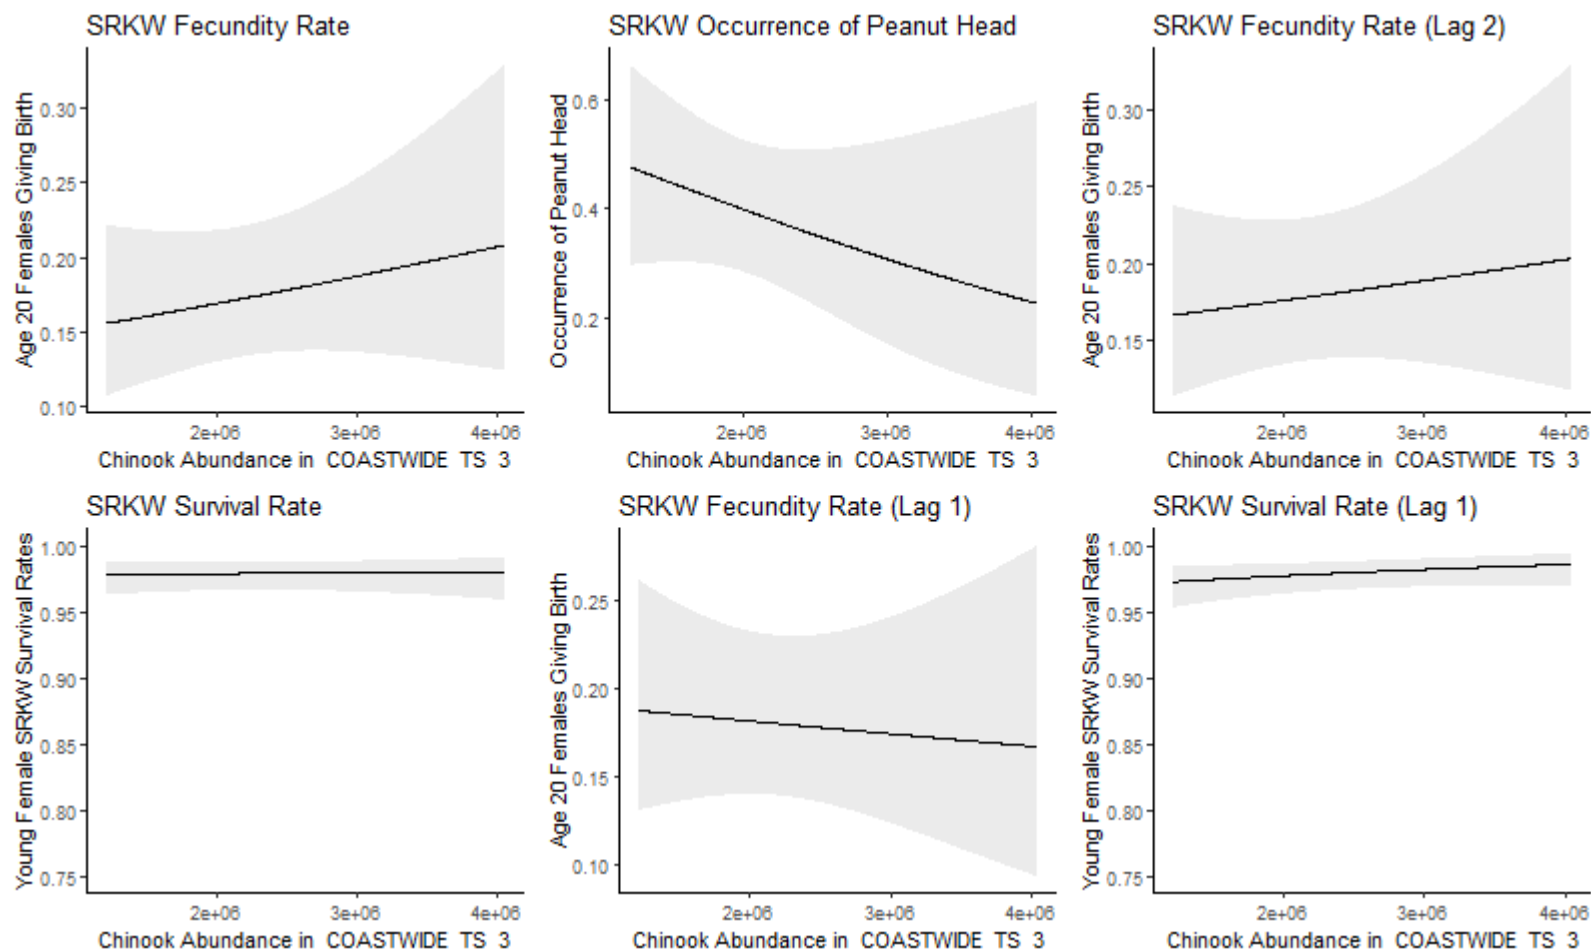 SRKW Fecundity Rate
Age 20 Females Giving Birth
0.30
0.25
0.20
0.15
0.10
2e+06 3e+06 4e+06
Chinook Abundance in COASTWIDE TS 3
SRKW Occurrence of Peanut Head
Occurrence of Peanut Head
0.6
0.4
0.2
2e+06 3e+06 4e+06
Chinook Abundance in COASTWIDE TS 3
SRKW Fecundity Rate (Lag 2)
Age 20 Females Giving Birth
0.30
0.25
0.20
0.15
2e+06 3e+06 4e+06
Chinook Abundance in COASTWIDE TS 3
SRKW Survival Rate
Young Female SRKW Survival Rates
1.00
0.95
0.90
0.85
0.80
0.75
2e+06 3e+06 4e+06
Chinook Abundance in COASTWIDE TS 3
SRKW Fecundity Rate (Lag 1)
Age 20 Females Giving Birth
0.25
0.20
0.15
0.10
2e+06 3e+06 4e+06
Chinook Abundance in COASTWIDE TS 3
SRKW Survival Rate (Lag 1)
Young Female SRKW Survival Rates
1.00
0.95
0.90
0.85
0.80
0.75
2e+06 3e+06 4e+06
Chinook Abundance in COASTWIDE TS 3